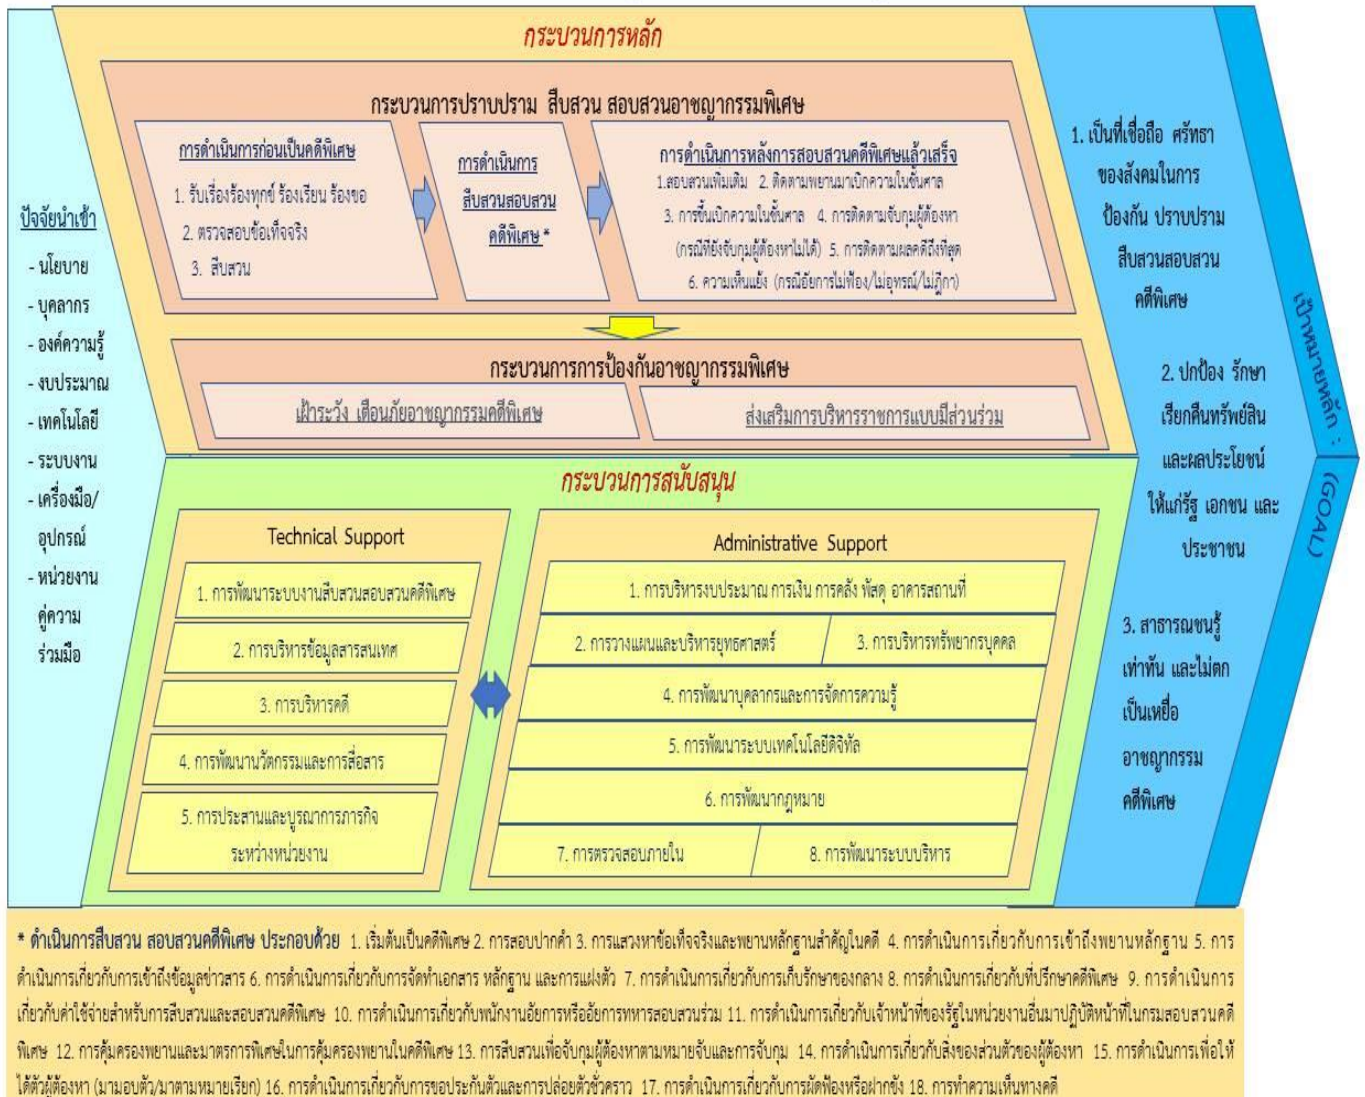 กระบวนการหลัก
กระบวนการปราบปราม สืบสวน สอบสวนอาชญากรรมพิเศษ
การดำเนินการก่อนเป็นคดีพิเศษ
1. รับเรื่องร้องทุกข์ ร้องเรียน ร้องขอ
2. ตรวจสอบข้อเท็จจริง
3. สืบสวน
การดำเนินการ
สืบสวนสอบสวน
คดีพิเศษ *
การดำเนินการหลังการสอบสวนคดีพิเศษแล้วเสร็จ
1.สอบสวนเพิ่มเติม 2. ติดตามพยานมาเบิกความในชั้นศาล
3. การขึ้นเบิกความในชั้นศาล 4. การติดตามจับกุมผู้ต้องหา
(กรณีที่ยังจับกุมผู้ต้องหาไม่ได้) 5. การติดตามผลคดีถึงที่สุด
6. ความเห็นแย้ง (กรณีอัยการไม่ฟ้อง/ไม่อุทธรณ์/ไม่ฎีกา)
กระบวนการการป้องกันอาชญากรรมพิเศษ
เฝ้าระวัง เตือนภัยอาชญากรรมคดีพิเศษ
ส่งเสริมการบริหารราชการแบบมีส่วนร่วม
ปัจจัยนำเข้า
- นโยบาย
- บุคลากร
- องค์ความรู้
- งบประมาณ
- เทคโนโลยี
- ระบบงาน
- เครื่องมือ/
อุปกรณ์
- หน่วยงาน
คู่ความ
ร่วมมือ
กระบวนการสนับสนุน
Technical Support
1. การพัฒนาระบบงานสืบสวนสอบสวนคดีพิเศษ
2. การบริหารข้อมูลสารสนเทศ
3. การบริหารคดี
4. การพัฒนานวัตกรรมและการสื่อสาร
5. การประสานและบูรณาการภารกิจ
ระหว่างหน่วยงาน
Administrative Support
1. การบริหารงบประมาณ การเงิน การคลัง พัสดุ อาคารสถานที่
2. การวางแผนและบริหารยุทธศาสตร์
3. การบริหารทรัพยากรบุคคล
4. การพัฒนาบุคลากรและการจัดการความรู้
5. การพัฒนาระบบเทคโนโลยีดิจิทัล
6. การพัฒนากฎหมาย
7. การตรวจสอบภายใน
8. การพัฒนาระบบบริหาร
1. เป็นที่เชื่อถือ ศรัทธา
ของสังคมในการ
ป้องกัน ปราบปราม
สืบสวนสอบสวน
คดีพิเศษ
2. ปกป้อง รักษา
เรียกคืนทรัพย์สิน
และผลประโยชน์
ให้แก่รัฐ เอกชน และ
ประชาชน
3. สาธารณชนรู้
เท่าทัน และไม่ตก
เป็นเหยื่อ
อาชญากรรม
คดีพิเศษ
เป้าหมายหลัก :
(GOAL)
* ดำเนินการสืบสวน สอบสวนคดีพิเศษ ประกอบด้วย 1. เริ่มต้นเป็นคดีพิเศษ 2. การสอบปากคำ 3. การแสวงหาข้อเท็จจริงและพยานหลักฐานสำคัญในคดี 4. การดำเนินการเกี่ยวกับการเข้าถึงพยานหลักฐาน 5. การ
ดำเนินการเกี่ยวกับการเข้าถึงข้อมูลข่าวสาร 6. การดำเนินการเกี่ยวกับการจัดทำเอกสาร หลักฐาน และการแฝงตัว 7. การดำเนินการเกี่ยวกับการเก็บรักษาของกลาง 8. การดำเนินการเกี่ยวกับที่ปรึกษาคดีพิเศษ 9. การดำเนินการ
เกี่ยวกับค่าใช้จ่ายสำหรับการสืบสวนและสอบสวนคดีพิเศษ 10. การดำเนินการเกี่ยวกับพนักงานอัยการหรืออัยการทหารสอบสวนร่วม 11. การดำเนินการเกี่ยวกับเจ้าหน้าที่ของรัฐในหน่วยงานอื่นมาปฏิบัติหน้าที่ในกรมสอบสวนคดี
พิเศษ 12. การคุ้มครองพยานและมาตรการพิเศษในการคุ้มครองพยานในคดีพิเศษ 13. การสืบสวนเพื่อจับกุมผู้ต้องหาตามหมายจับและการจับกุม 14. การดำเนินการเกี่ยวกับสิ่งของส่วนตัวของผู้ต้องหา 15. การดำเนินการเพื่อให้
ได้ตัวผู้ต้องหา (มามอบตัว/มาตามหมายเรียก) 16. การดำเนินการเกี่ยวกับการขอประกันตัวและการปล่อยตัวชั่วคราว 17. การดำเนินการเกี่ยวกับการผัดฟ้องหรือฝากขัง 18. การทำความเห็นทางคดี